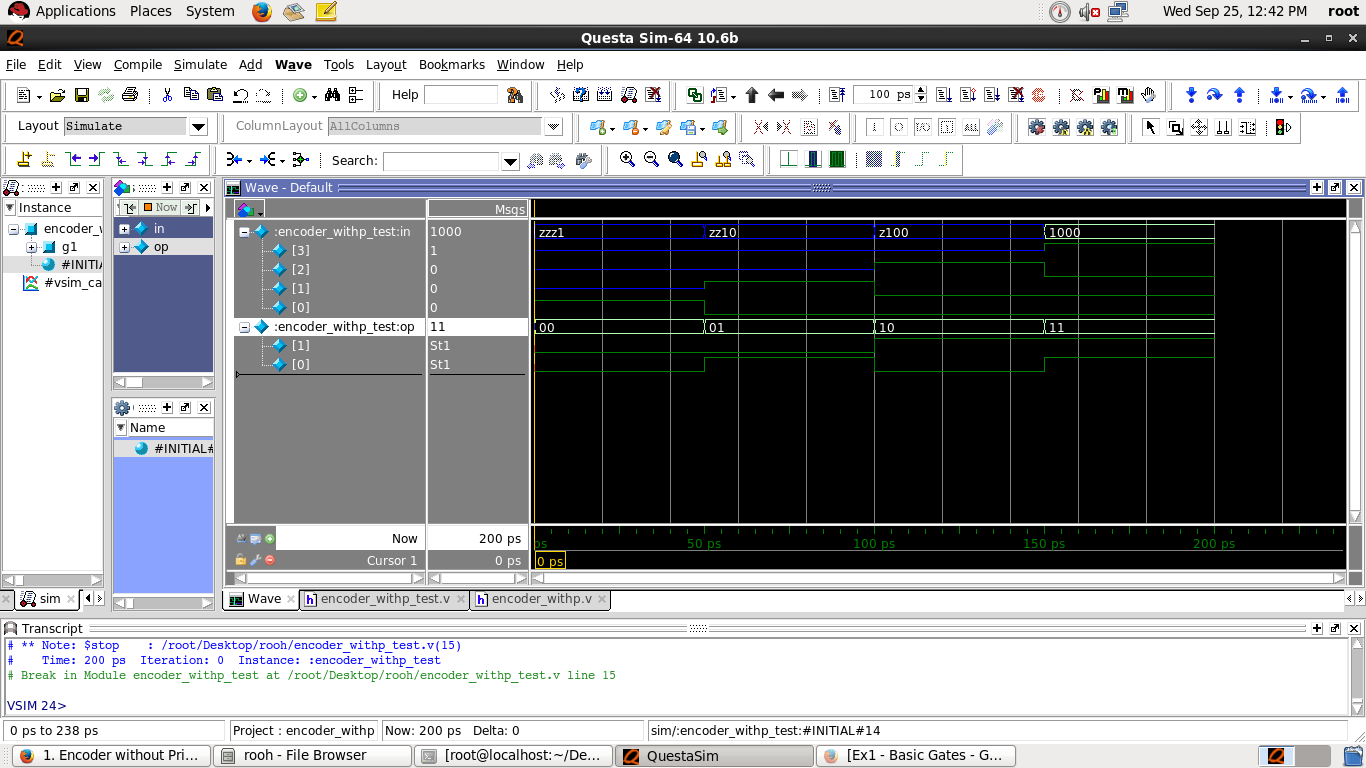 Applications Places System Wed Sep 25, 12:42 PM root
Questa Sim-64 10.6b
File Edit View Compile Simulate Add Wave Tools Layout Bookmarks Window Help
Help 100 ps
Layout Simulate ColumnLayout AllColumns
Search:
Wave - Default
Instance Now Msgs
encoder_w
g1
#INITIA
#vsim_ca
in
op
:encoder_withp_test:in 1000 zzz1 zz10 z100 1000
[3] 1
[2] 0
[1] 0
[0] 0
:encoder_withp_test:op 11 00 01 10 11
[1] St1
[0] St1
Name
#INITIAL#
Now 200 ps ps 50 ps 100 ps 150 ps 200 ps
Cursor 1 0 ps 0 ps
sim Wave encoder_withp_test.v encoder_withp.v
Transcript
# ** Note: $stop : /root/Desktop/rooh/encoder_withp_test.v(15)
# Time: 200 ps Iteration: 0 Instance: :encoder_withp_test
# Break in Module encoder_withp_test at /root/Desktop/rooh/encoder_withp_test.v line 15
VSIM 24>
0 ps to 238 ps Project : encoder_withp Now: 200 ps Delta: 0 sim/:encoder_withp_test:#INITIAL#14
1. Encoder without Pri... rooh - File Browser [root@localhost:~/De... QuestaSim [Ex1 - Basic Gates - G...